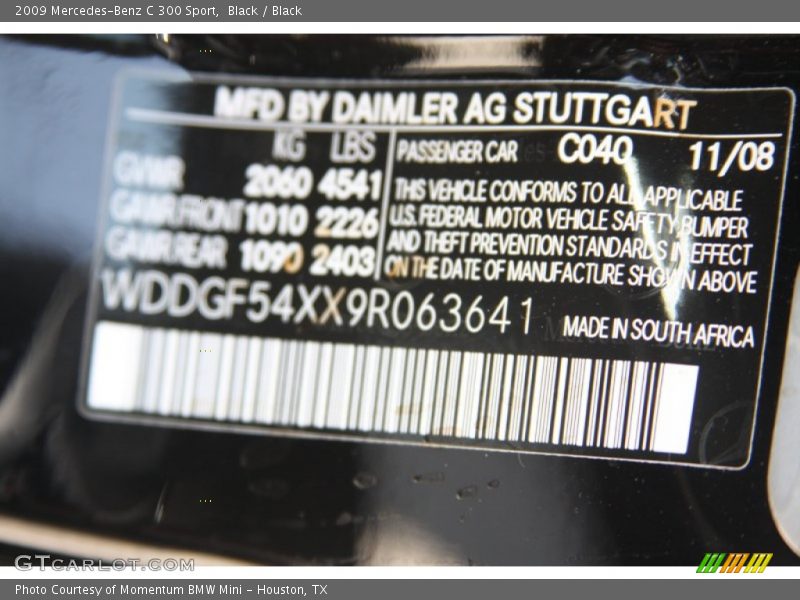 2009 Mercedes-Benz C 300 Sport, Black / Black
MFD BY DAIMLER AG STUTTGART
KG LBS
GVWR 2060 4541
GAWR FRONT 1010 2226
GAWR REAR 1090 2403
PASSENGER CAR C040 11/08
THIS VEHICLE CONFORMS TO ALL APPLICABLE
U.S. FEDERAL MOTOR VEHICLE SAFETY, BUMPER
AND THEFT PREVENTION STANDARDS IN EFFECT
ON THE DATE OF MANUFACTURE SHOWN ABOVE
WDDGF54XX9R063641
MADE IN SOUTH AFRICA
GTCARLOT.COM
Photo Courtesy of Momentum BMW Mini - Houston, TX